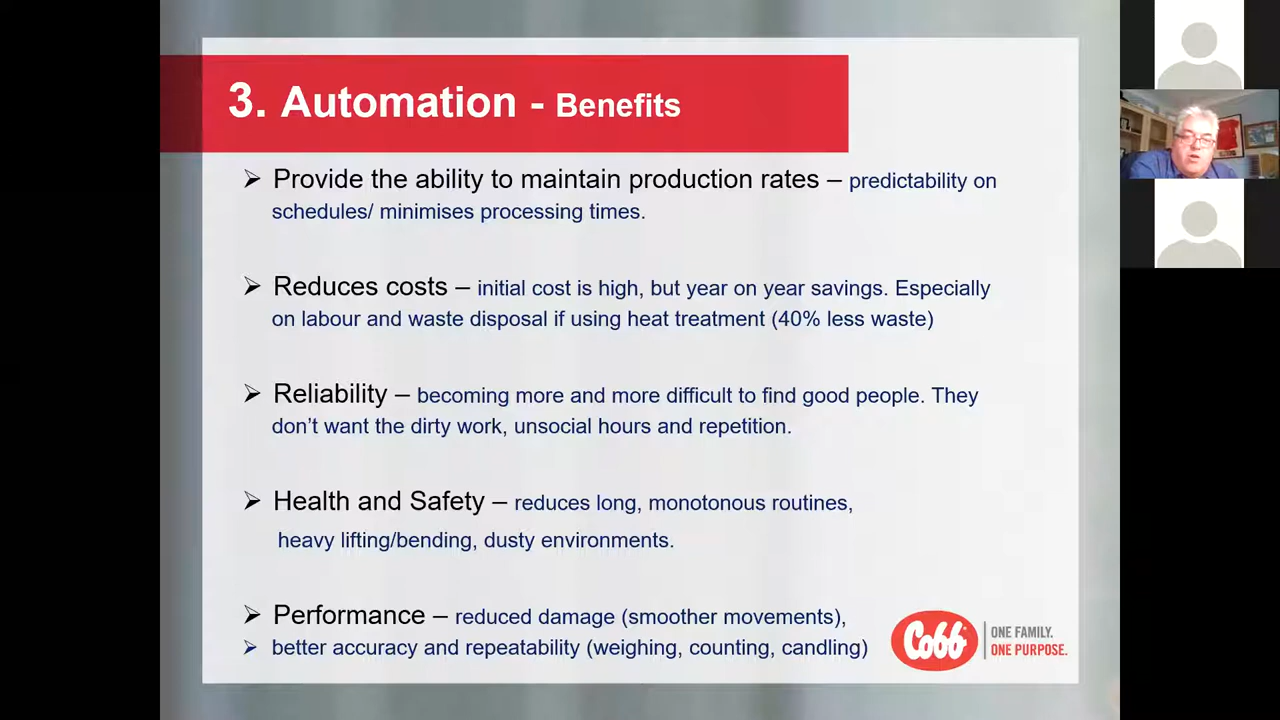 3. Automation - Benefits
➢ Provide the ability to maintain production rates – predictability on
schedules/ minimises processing times.
➢ Reduces costs – initial cost is high, but year on year savings. Especially
on labour and waste disposal if using heat treatment (40% less waste)
➢ Reliability – becoming more and more difficult to find good people. They
don’t want the dirty work, unsocial hours and repetition.
➢ Health and Safety – reduces long, monotonous routines,
heavy lifting/bending, dusty environments.
➢ Performance – reduced damage (smoother movements),
➢ better accuracy and repeatability (weighing, counting, candling)
Cobb
ONE FAMILY.
ONE PURPOSE.